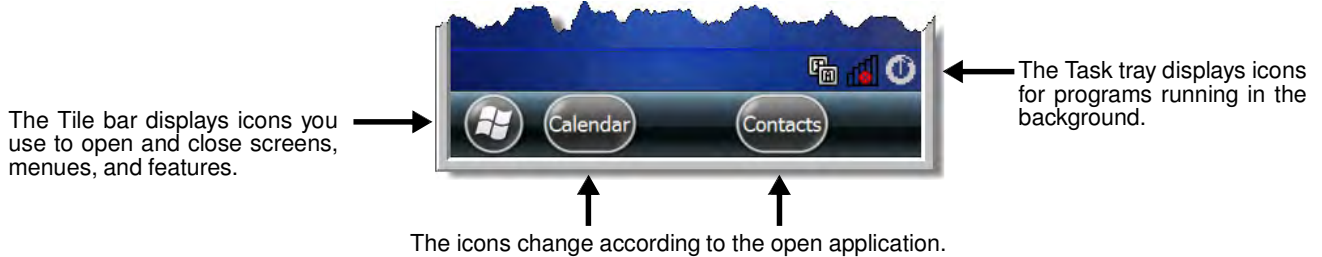 The Task tray displays icons
for programs running in the
background.
The Tile bar displays icons you
use to open and close screens,
menues, and features.
Calendar
Contacts
The icons change according to the open application.